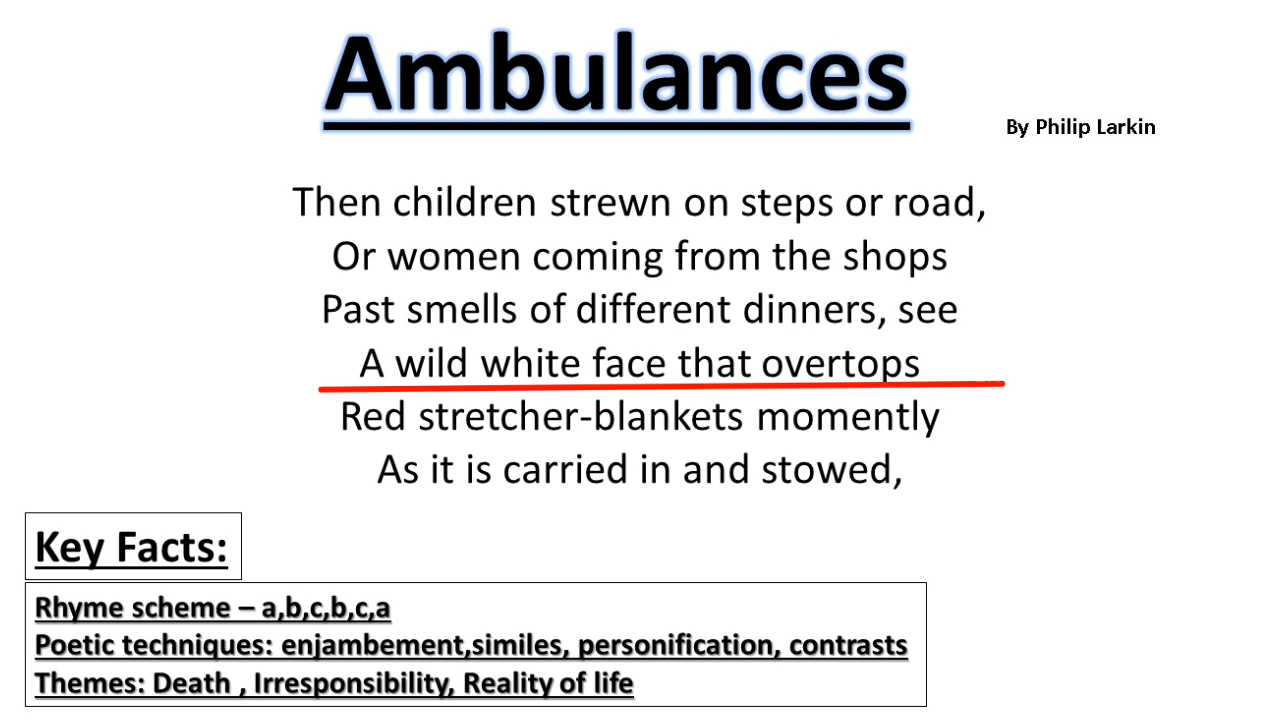 Ambulances
By Philip Larkin
Then children strewn on steps or road,
Or women coming from the shops
Past smells of different dinners, see
A wild white face that overtops
Red stretcher-blankets momently
As it is carried in and stowed,
Key Facts:
Rhyme scheme – a,b,c,b,c,a
Poetic techniques: enjambement,similes, personification, contrasts
Themes: Death , Irresponsibility, Reality of life